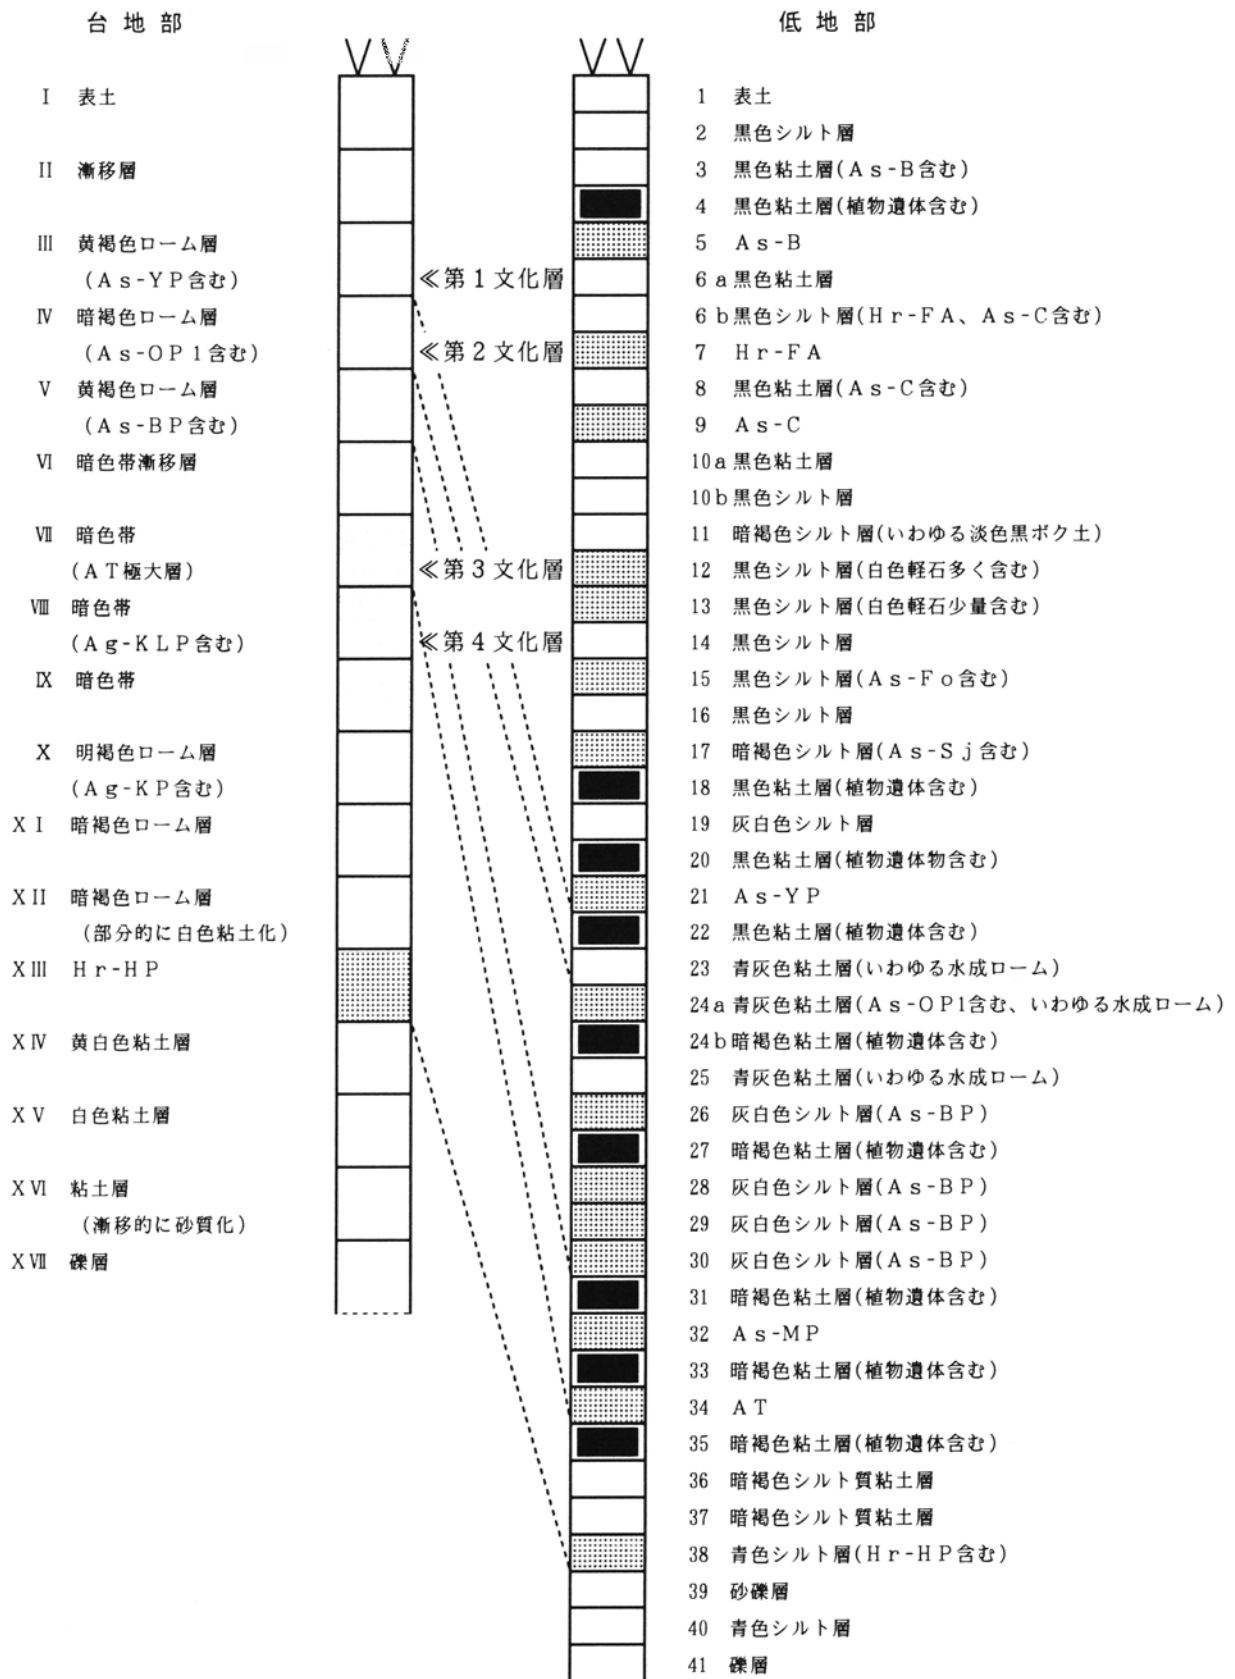 台地部
I 表土
II 漸移層
III 黄褐色ローム層
(As-YP含む)
IV 暗褐色ローム層
(As-OP1含む)
V 黄褐色ローム層
(As-BP含む)
VI 暗色帯漸移層
VII 暗色帯
(AT極大層)
VIII 暗色帯
(Ag-KLP含む)
IX 暗色帯
X 明褐色ローム層
(Ag-KP含む)
XI 暗褐色ローム層
XII 暗褐色ローム層
(部分的に白色粘土化)
XIII Hr-HP
XIV 黄白色粘土層
XV 白色粘土層
XVI 粘土層
(漸移的に砂質化)
XVII 礫層
≪第1文化層
≪第2文化層
≪第3文化層
≪第4文化層
低地部
1 表土
2 黒色シルト層
3 黒色粘土層(As-B含む)
4 黒色粘土層(植物遺体含む)
5 As-B
6a黒色粘土層
6b黒色シルト層(Hr-FA、As-C含む)
7 Hr-FA
8 黒色粘土層(As-C含む)
9 As-C
10a黒色粘土層
10b黒色シルト層
11 暗褐色シルト層(いわゆる淡色黒ボク土)
12 黒色シルト層(白色軽石多く含む)
13 黒色シルト層(白色軽石少量含む)
14 黒色シルト層
15 黒色シルト層(As-Fo含む)
16 黒色シルト層
17 暗褐色シルト層(As-Sj含む)
18 黒色粘土層(植物遺体含む)
19 灰白色シルト層
20 黒色粘土層(植物遺体物含む)
21 As-YP
22 黒色粘土層(植物遺体含む)
23 青灰色粘土層(いわゆる水成ローム)
24a青灰色粘土層(As-OP1含む、いわゆる水成ローム)
24b暗褐色粘土層(植物遺体含む)
25 青灰色粘土層(いわゆる水成ローム)
26 灰白色シルト層(As-BP)
27 暗褐色粘土層(植物遺体含む)
28 灰白色シルト層(As-BP)
29 灰白色シルト層(As-BP)
30 灰白色シルト層(As-BP)
31 暗褐色粘土層(植物遺体含む)
32 As-MP
33 暗褐色粘土層(植物遺体含む)
34 AT
35 暗褐色粘土層(植物遺体含む)
36 暗褐色シルト質粘土層
37 暗褐色シルト質粘土層
38 青色シルト層(Hr-HP含む)
39 砂礫層
40 青色シルト層
41 礫層